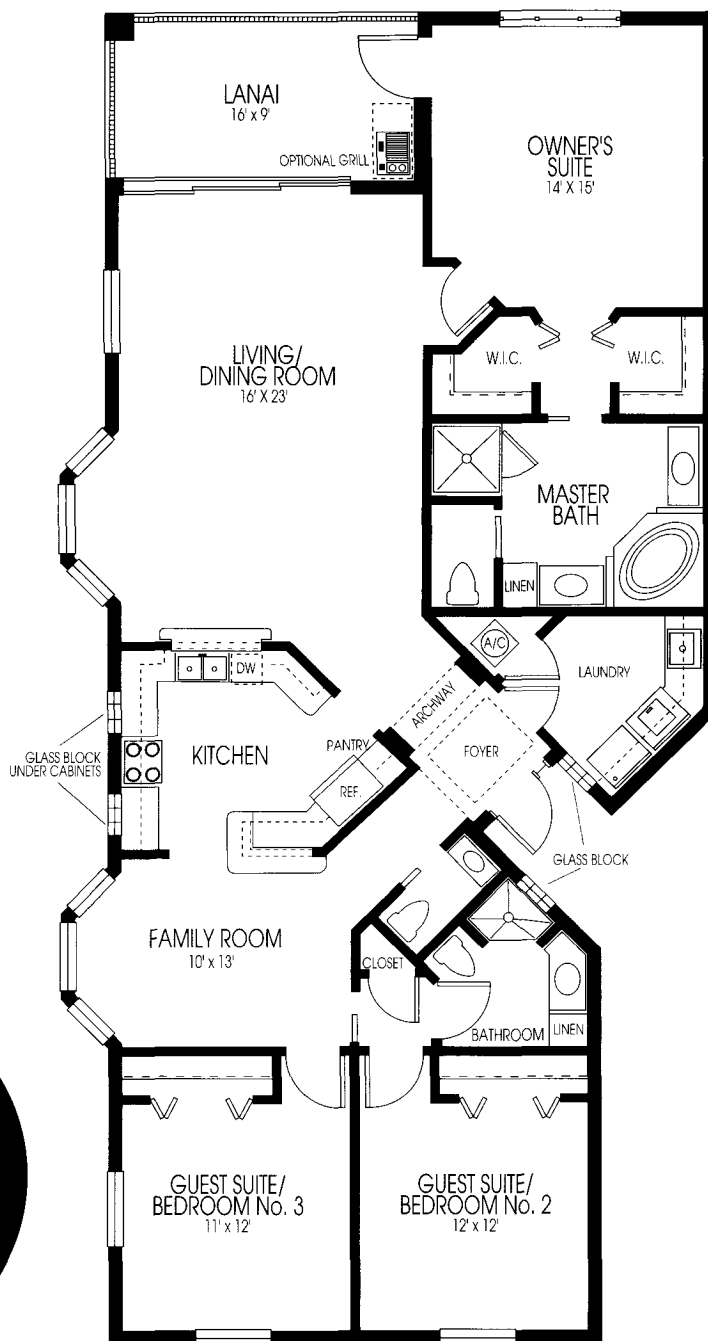 LANAI
16' x 9'
OPTIONAL GRILL
OWNER'S
SUITE
14' X 15'
LIVING/
DINING ROOM
16' X 23'
W.I.C.
W.I.C.
MASTER
BATH
LINEN
A/C
LAUNDRY
DW
ARCHWAY
KITCHEN
PANTRY
REF.
FOYER
GLASS BLOCK
UNDER CABINETS
GLASS BLOCK
FAMILY ROOM
10' x 13'
CLOSET
BATHROOM
LINEN
GUEST SUITE/
BEDROOM No. 3
11' x 12'
GUEST SUITE/
BEDROOM No. 2
12' x 12'